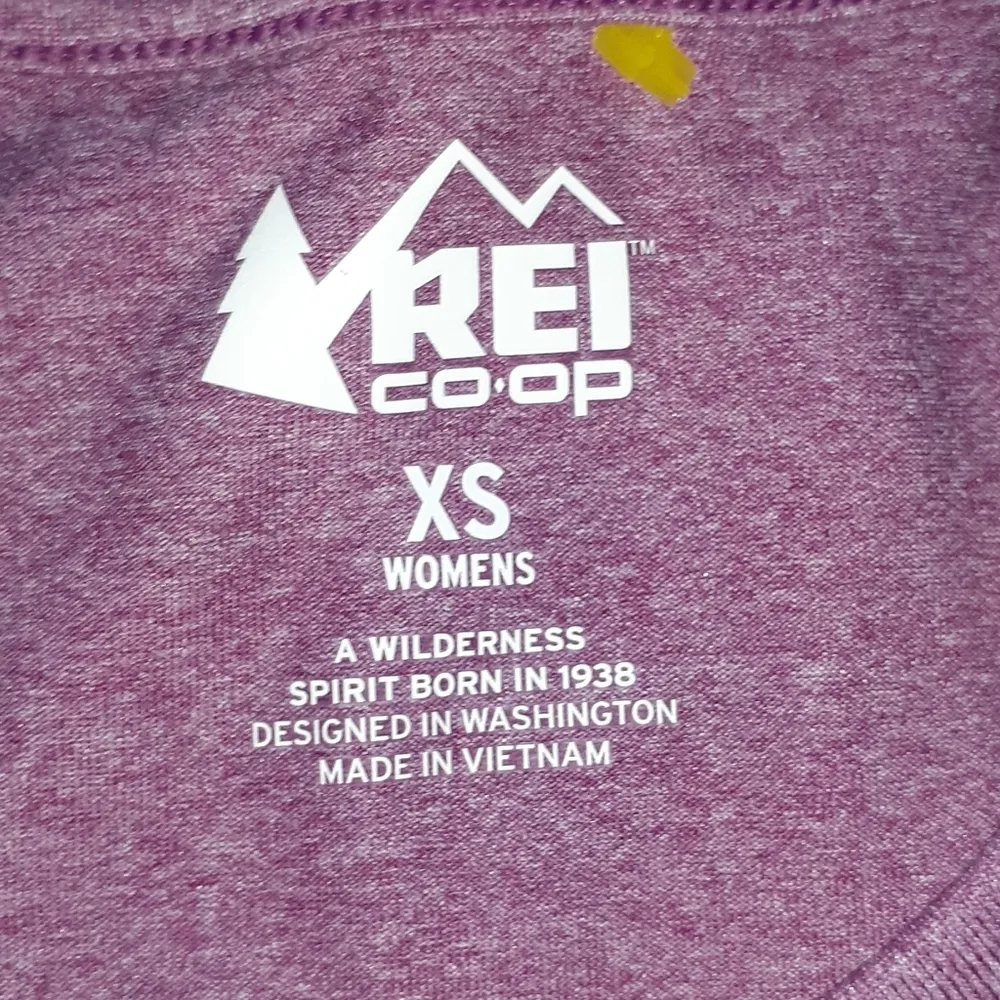 REI™
CO·OP
XS
WOMENS
A WILDERNESS
SPIRIT BORN IN 1938
DESIGNED IN WASHINGTON
MADE IN VIETNAM